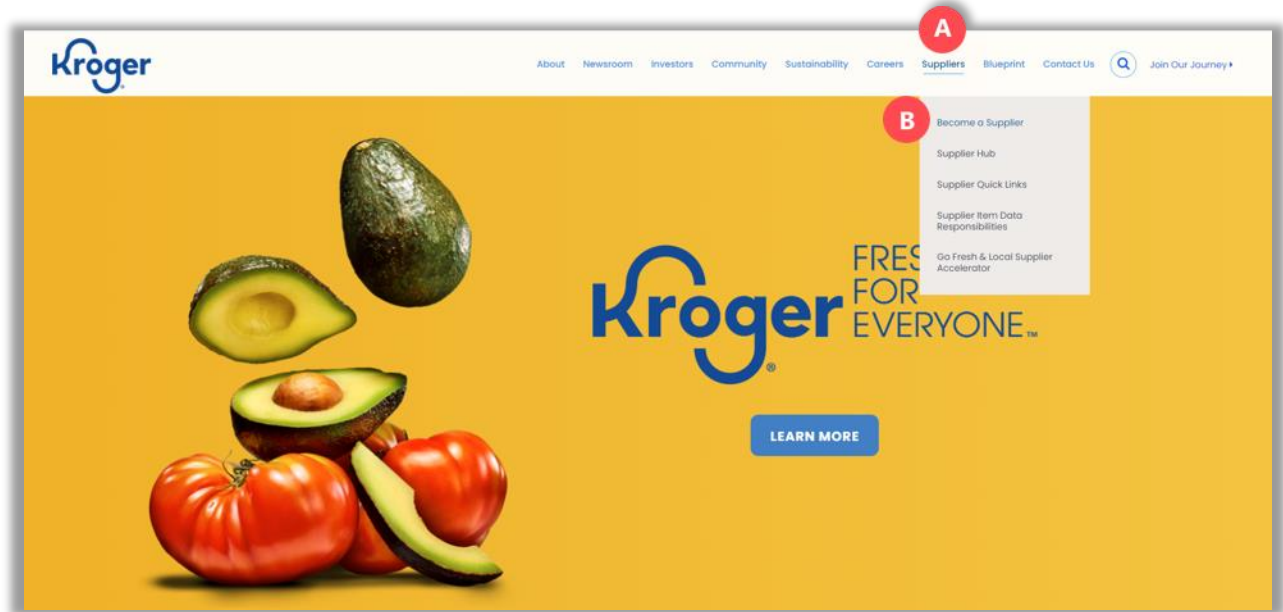 A
Kroger
About Newsroom Investors Community Sustainability Careers Suppliers Blueprint Contact Us Join Our Journey
B
Become a Supplier
Supplier Hub
Supplier Quick Links
Supplier Item Data
Responsibilities
Go Fresh & Local Supplier
Accelerator
Kroger®
FRES
FOR
EVERYONE™
LEARN MORE